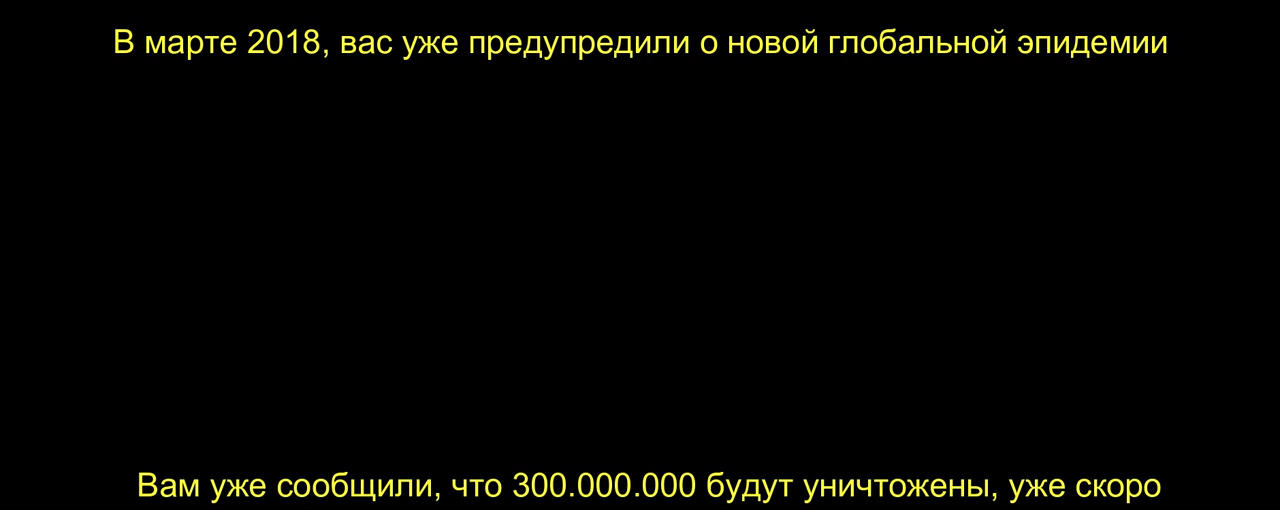 В марте 2018, вас уже предупредили о новой глобальной эпидемии
Вам уже сообщили, что 300.000.000 будут уничтожены, уже скоро